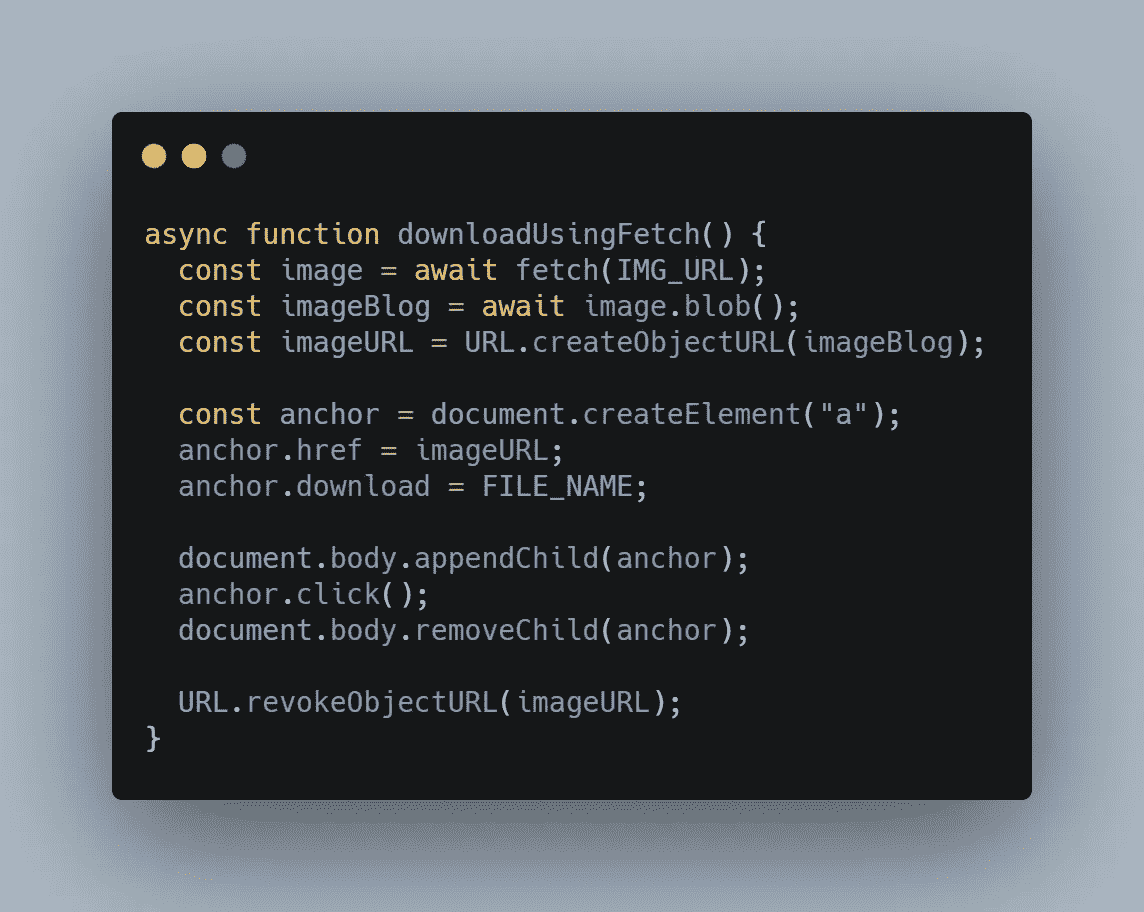 async function downloadUsingFetch() {
  const image = await fetch(IMG_URL);
  const imageBlog = await image.blob();
  const imageURL = URL.createObjectURL(imageBlog);

  const anchor = document.createElement("a");
  anchor.href = imageURL;
  anchor.download = FILE_NAME;

  document.body.appendChild(anchor);
  anchor.click();
  document.body.removeChild(anchor);

  URL.revokeObjectURL(imageURL);
}